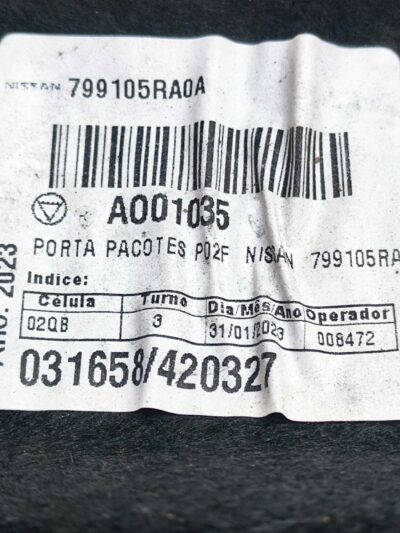 NISSAN 799105RA0A
A001035
PORTA PACOTES P02F NISSAN 799105RA
Indice:
Célula Turno Dia/Mês/Ano Operador
02QB 3 31/01/2023 008472
031658/420327
Ano: 2023